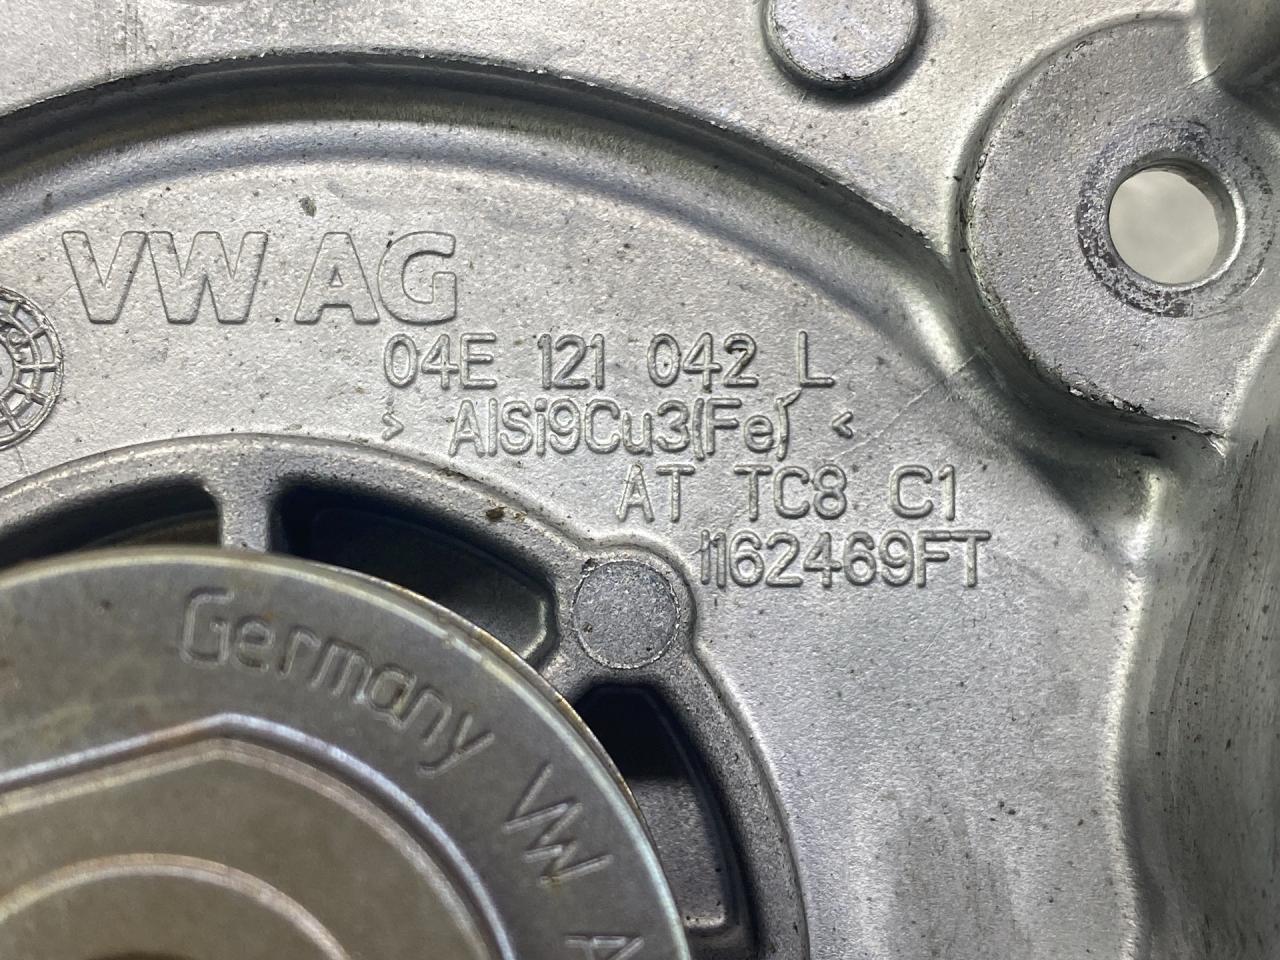 VW AG
04E 121 042 L
> AlSi9Cu3(Fe) <
AT TC8 C1
1162469FT
Germany VW A